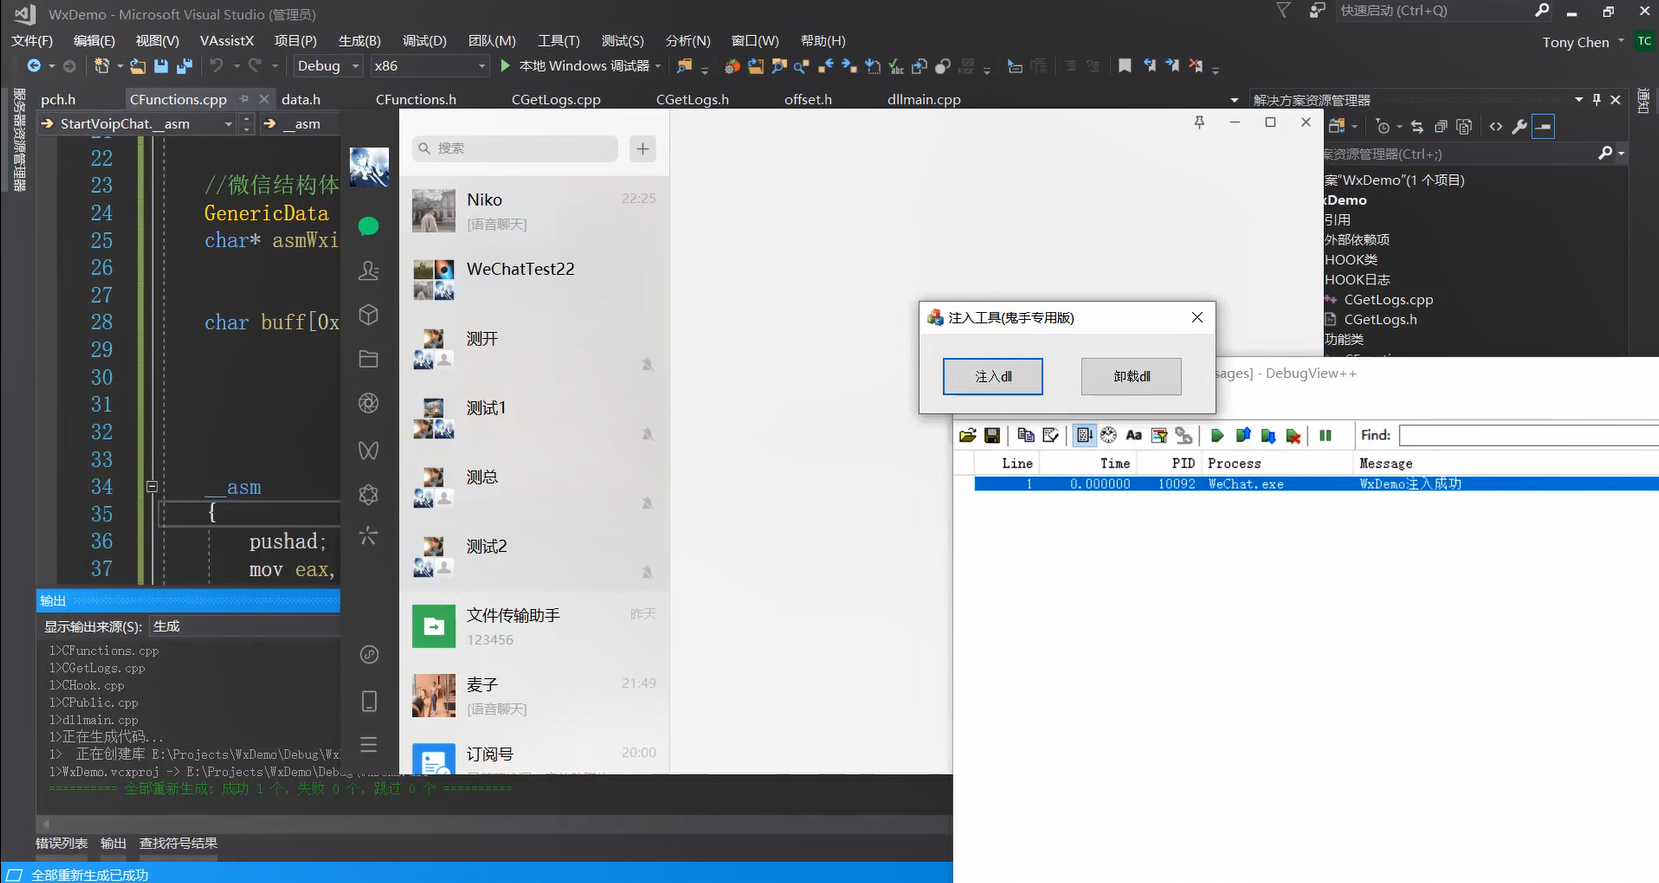 WxDemo - Microsoft Visual Studio (管理员)
快速启动 (Ctrl+Q)
文件(F) 编辑(E) 视图(V) VAssistX 项目(P) 生成(B) 调试(D) 团队(M) 工具(T) 测试(S) 分析(N) 窗口(W) 帮助(H)
Tony Chen TC
Debug x86 本地 Windows 调试器
Aa
服务器资源管理器
pch.h CFunctions.cpp data.h CFunctions.h CGetLogs.cpp CGetLogs.h offset.h dllmain.cpp
解决方案资源管理器
通知
StartVoipChat.__asm __asm
22
23 //微信结构体
24 GenericData
25 char* asmWxi
26
27
28 char buff[0x
29
30
31
32
33
34 __asm
35 {
36 pushad;
37 mov eax,
搜索
Niko 22:25
[语音聊天]
WeChatTest22
测开
测试1
测总
测试2
文件传输助手 昨天
123456
麦子 21:49
[语音聊天]
订阅号 20:00
案资源管理器(Ctrl+;)
案"WxDemo"(1 个项目)
xDemo
引用
外部依赖项
HOOK类
HOOK日志
CGetLogs.cpp
CGetLogs.h
功能类
注入工具(鬼手专用版)
注入dll 卸载dll
sages] - DebugView++
Aa Find:
Line Time PID Process Message
1 0.000000 10092 WeChat.exe WxDemo注入成功
输出
显示输出来源(S): 生成
1>CFunctions.cpp
1>CGetLogs.cpp
1>CHook.cpp
1>CPublic.cpp
1>dllmain.cpp
1>正在生成代码...
1> 正在创建库 E:\Projects\WxDemo\Debug\Wx
1>WxDemo.vcxproj -> E:\Projects\WxDemo\Debug
========== 全部重新生成: 成功 1 个，失败 0 个，跳过 0 个 ==========
错误列表 输出 查找符号结果
全部重新生成已成功